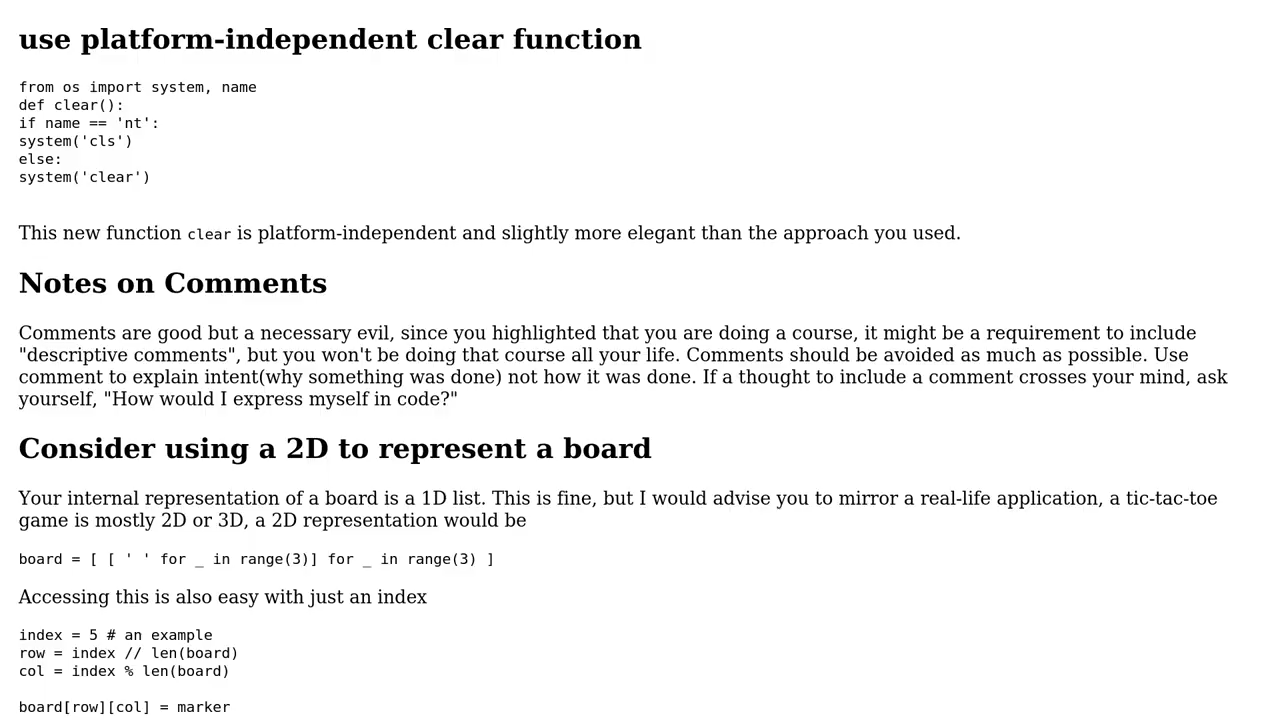 use platform-independent clear function
from os import system, name
def clear():
if name == 'nt':
system('cls')
else:
system('clear')
This new function clear is platform-independent and slightly more elegant than the approach you used.
Notes on Comments
Comments are good but a necessary evil, since you highlighted that you are doing a course, it might be a requirement to include
"descriptive comments", but you won't be doing that course all your life. Comments should be avoided as much as possible. Use
comment to explain intent(why something was done) not how it was done. If a thought to include a comment crosses your mind, ask
yourself, "How would I express myself in code?"
Consider using a 2D to represent a board
Your internal representation of a board is a 1D list. This is fine, but I would advise you to mirror a real-life application, a tic-tac-toe
game is mostly 2D or 3D, a 2D representation would be
board = [ [ ' ' for _ in range(3)] for _ in range(3) ]
Accessing this is also easy with just an index
index = 5 # an example
row = index // len(board)
col = index % len(board)
board[row][col] = marker